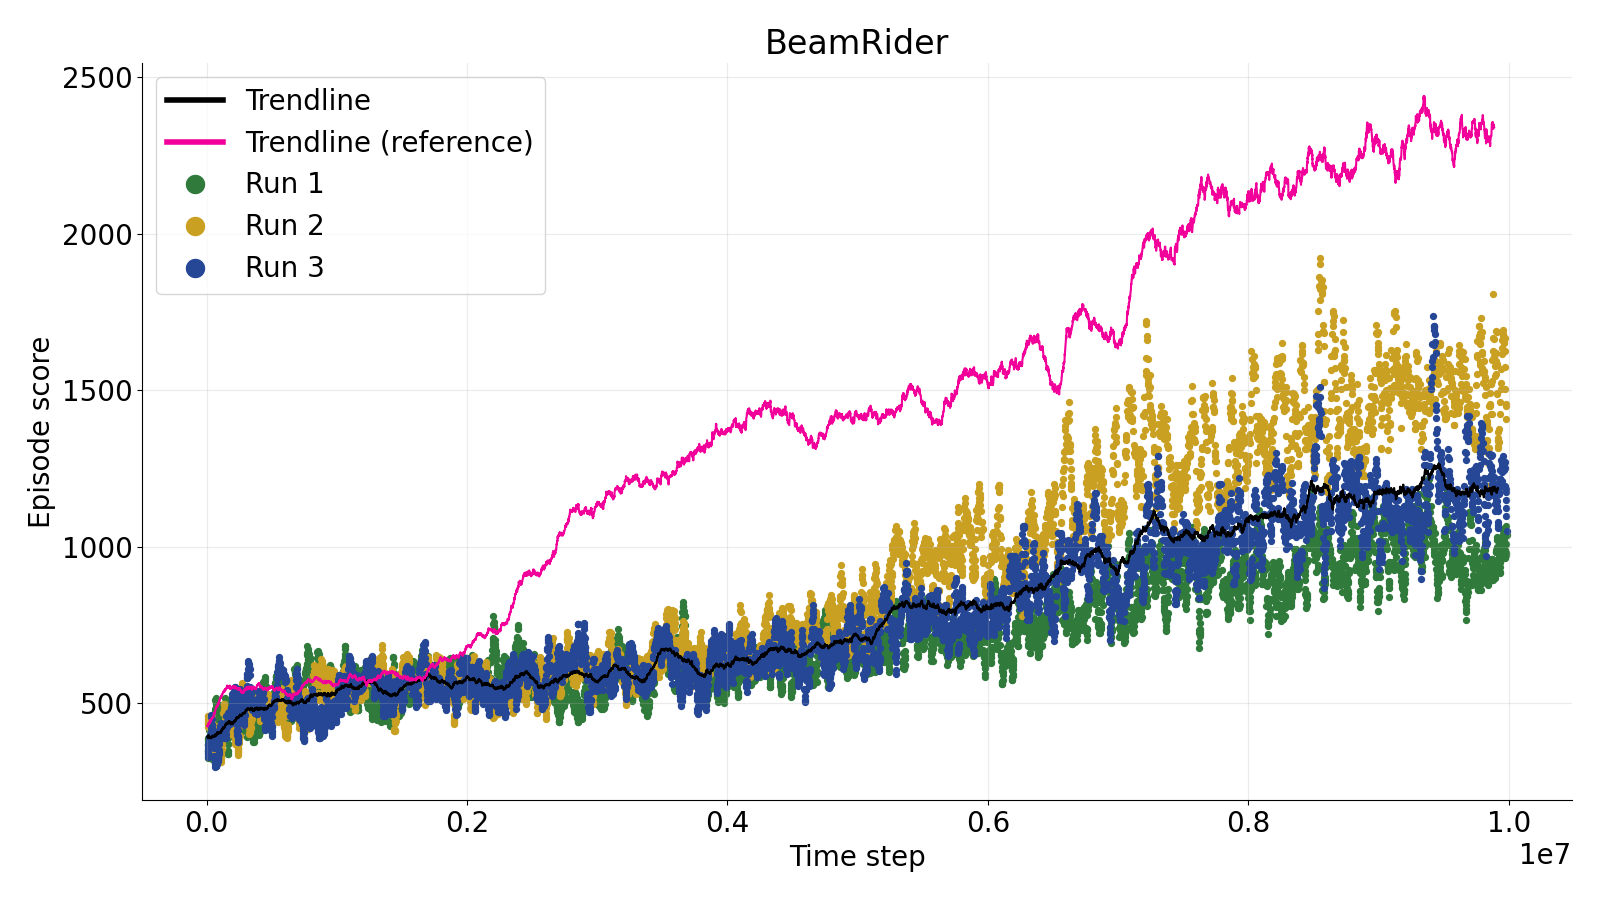 BeamRider
Trendline
Trendline (reference)
Run 1
Run 2
Run 3
2500
2000
1500
1000
500
Episode score
0.0 0.2 0.4 0.6 0.8 1.0
1e7
Time step